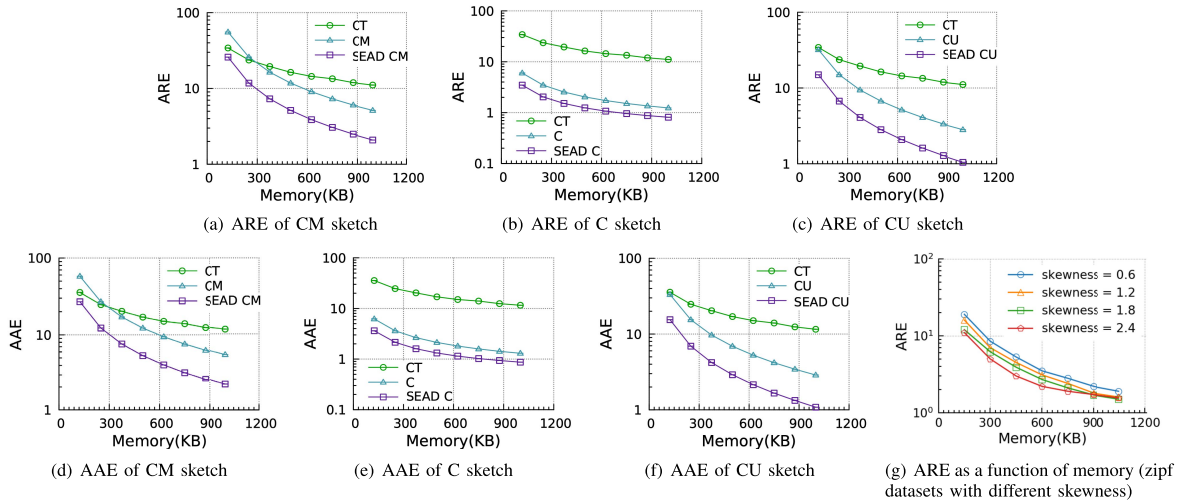 100
10
1
ARE
CT
CM
SEAD CM
0 300 600 900 1200
Memory(KB)
(a) ARE of CM sketch
100
10
1
0.1
ARE
CT
C
SEAD C
0 300 600 900 1200
Memory(KB)
(b) ARE of C sketch
100
10
1
ARE
CT
CU
SEAD CU
0 300 600 900 1200
Memory(KB)
(c) ARE of CU sketch
100
10
1
AAE
CT
CM
SEAD CM
0 300 600 900 1200
Memory(KB)
(d) AAE of CM sketch
100
10
1
0.1
AAE
CT
C
SEAD C
0 300 600 900 1200
Memory(KB)
(e) AAE of C sketch
100
10
1
AAE
CT
CU
SEAD CU
0 300 600 900 1200
Memory(KB)
(f) AAE of CU sketch
10²
10¹
10⁰
ARE
skewness = 0.6
skewness = 1.2
skewness = 1.8
skewness = 2.4
0 300 600 900 1200
Memory(KB)
(g) ARE as a function of memory (zipf
datasets with different skewness)